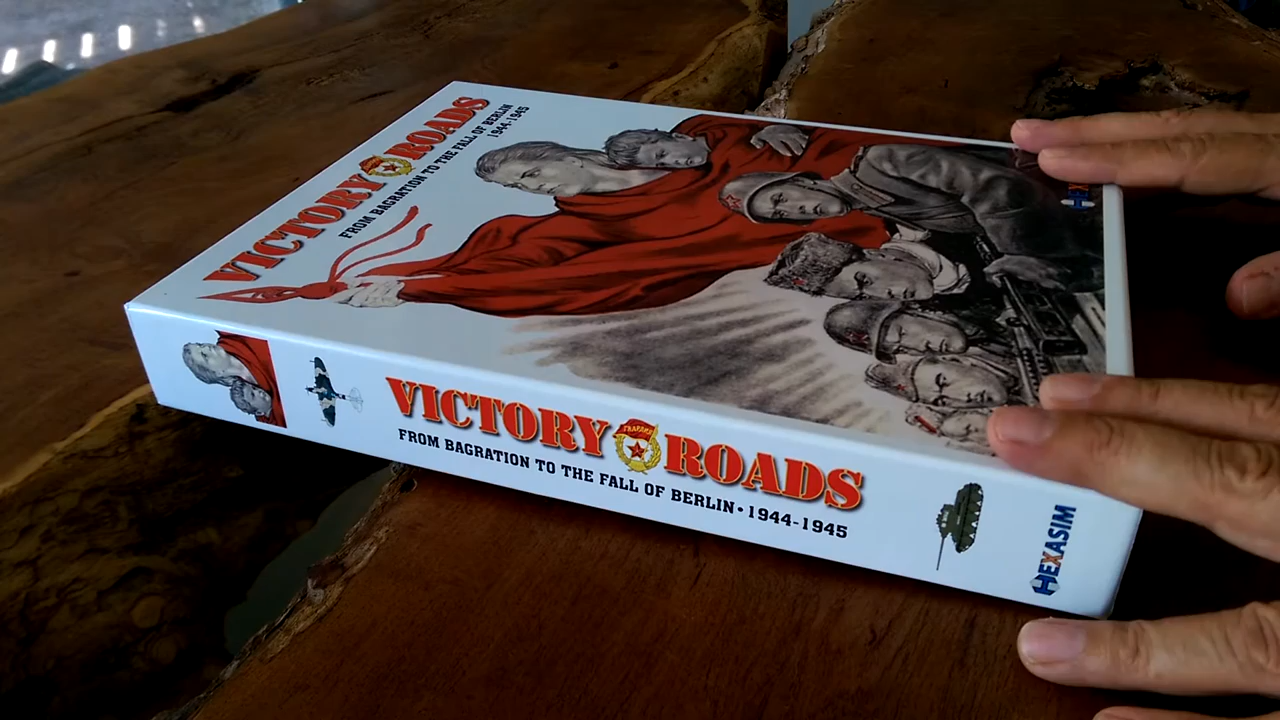 VICTORY ROADS
FROM BAGRATION TO THE FALL OF BERLIN
1944-1945
VICTORY ROADS
FROM BAGRATION TO THE FALL OF BERLIN • 1944-1945
HEXASIM